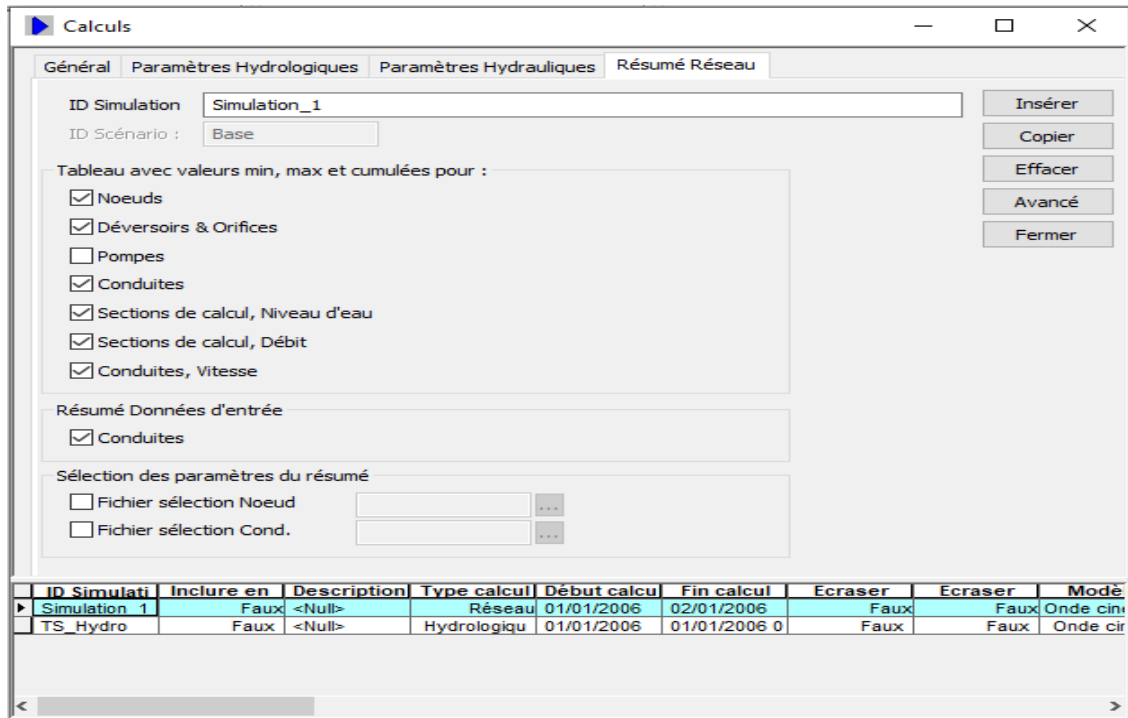 Calculs
Général Paramètres Hydrologiques Paramètres Hydrauliques Résumé Réseau
ID Simulation Simulation_1 Insérer
ID Scénario : Base Copier
Tableau avec valeurs min, max et cumulées pour : Effacer
Noeuds Avancé
Déversoirs & Orifices Fermer
Pompes
Conduites
Sections de calcul, Niveau d'eau
Sections de calcul, Débit
Conduites, Vitesse
Résumé Données d'entrée
Conduites
Sélection des paramètres du résumé
Fichier sélection Noeud ...
Fichier sélection Cond. ...
ID Simulati Inclure en Description Type calcul Début calcu Fin calcul Ecraser Ecraser Modè
Simulation_1 Faux <Null> Réseau 01/01/2006 02/01/2006 Faux Faux Onde cine
TS_Hydro Faux <Null> Hydrologiqu 01/01/2006 01/01/2006 0 Faux Faux Onde cin